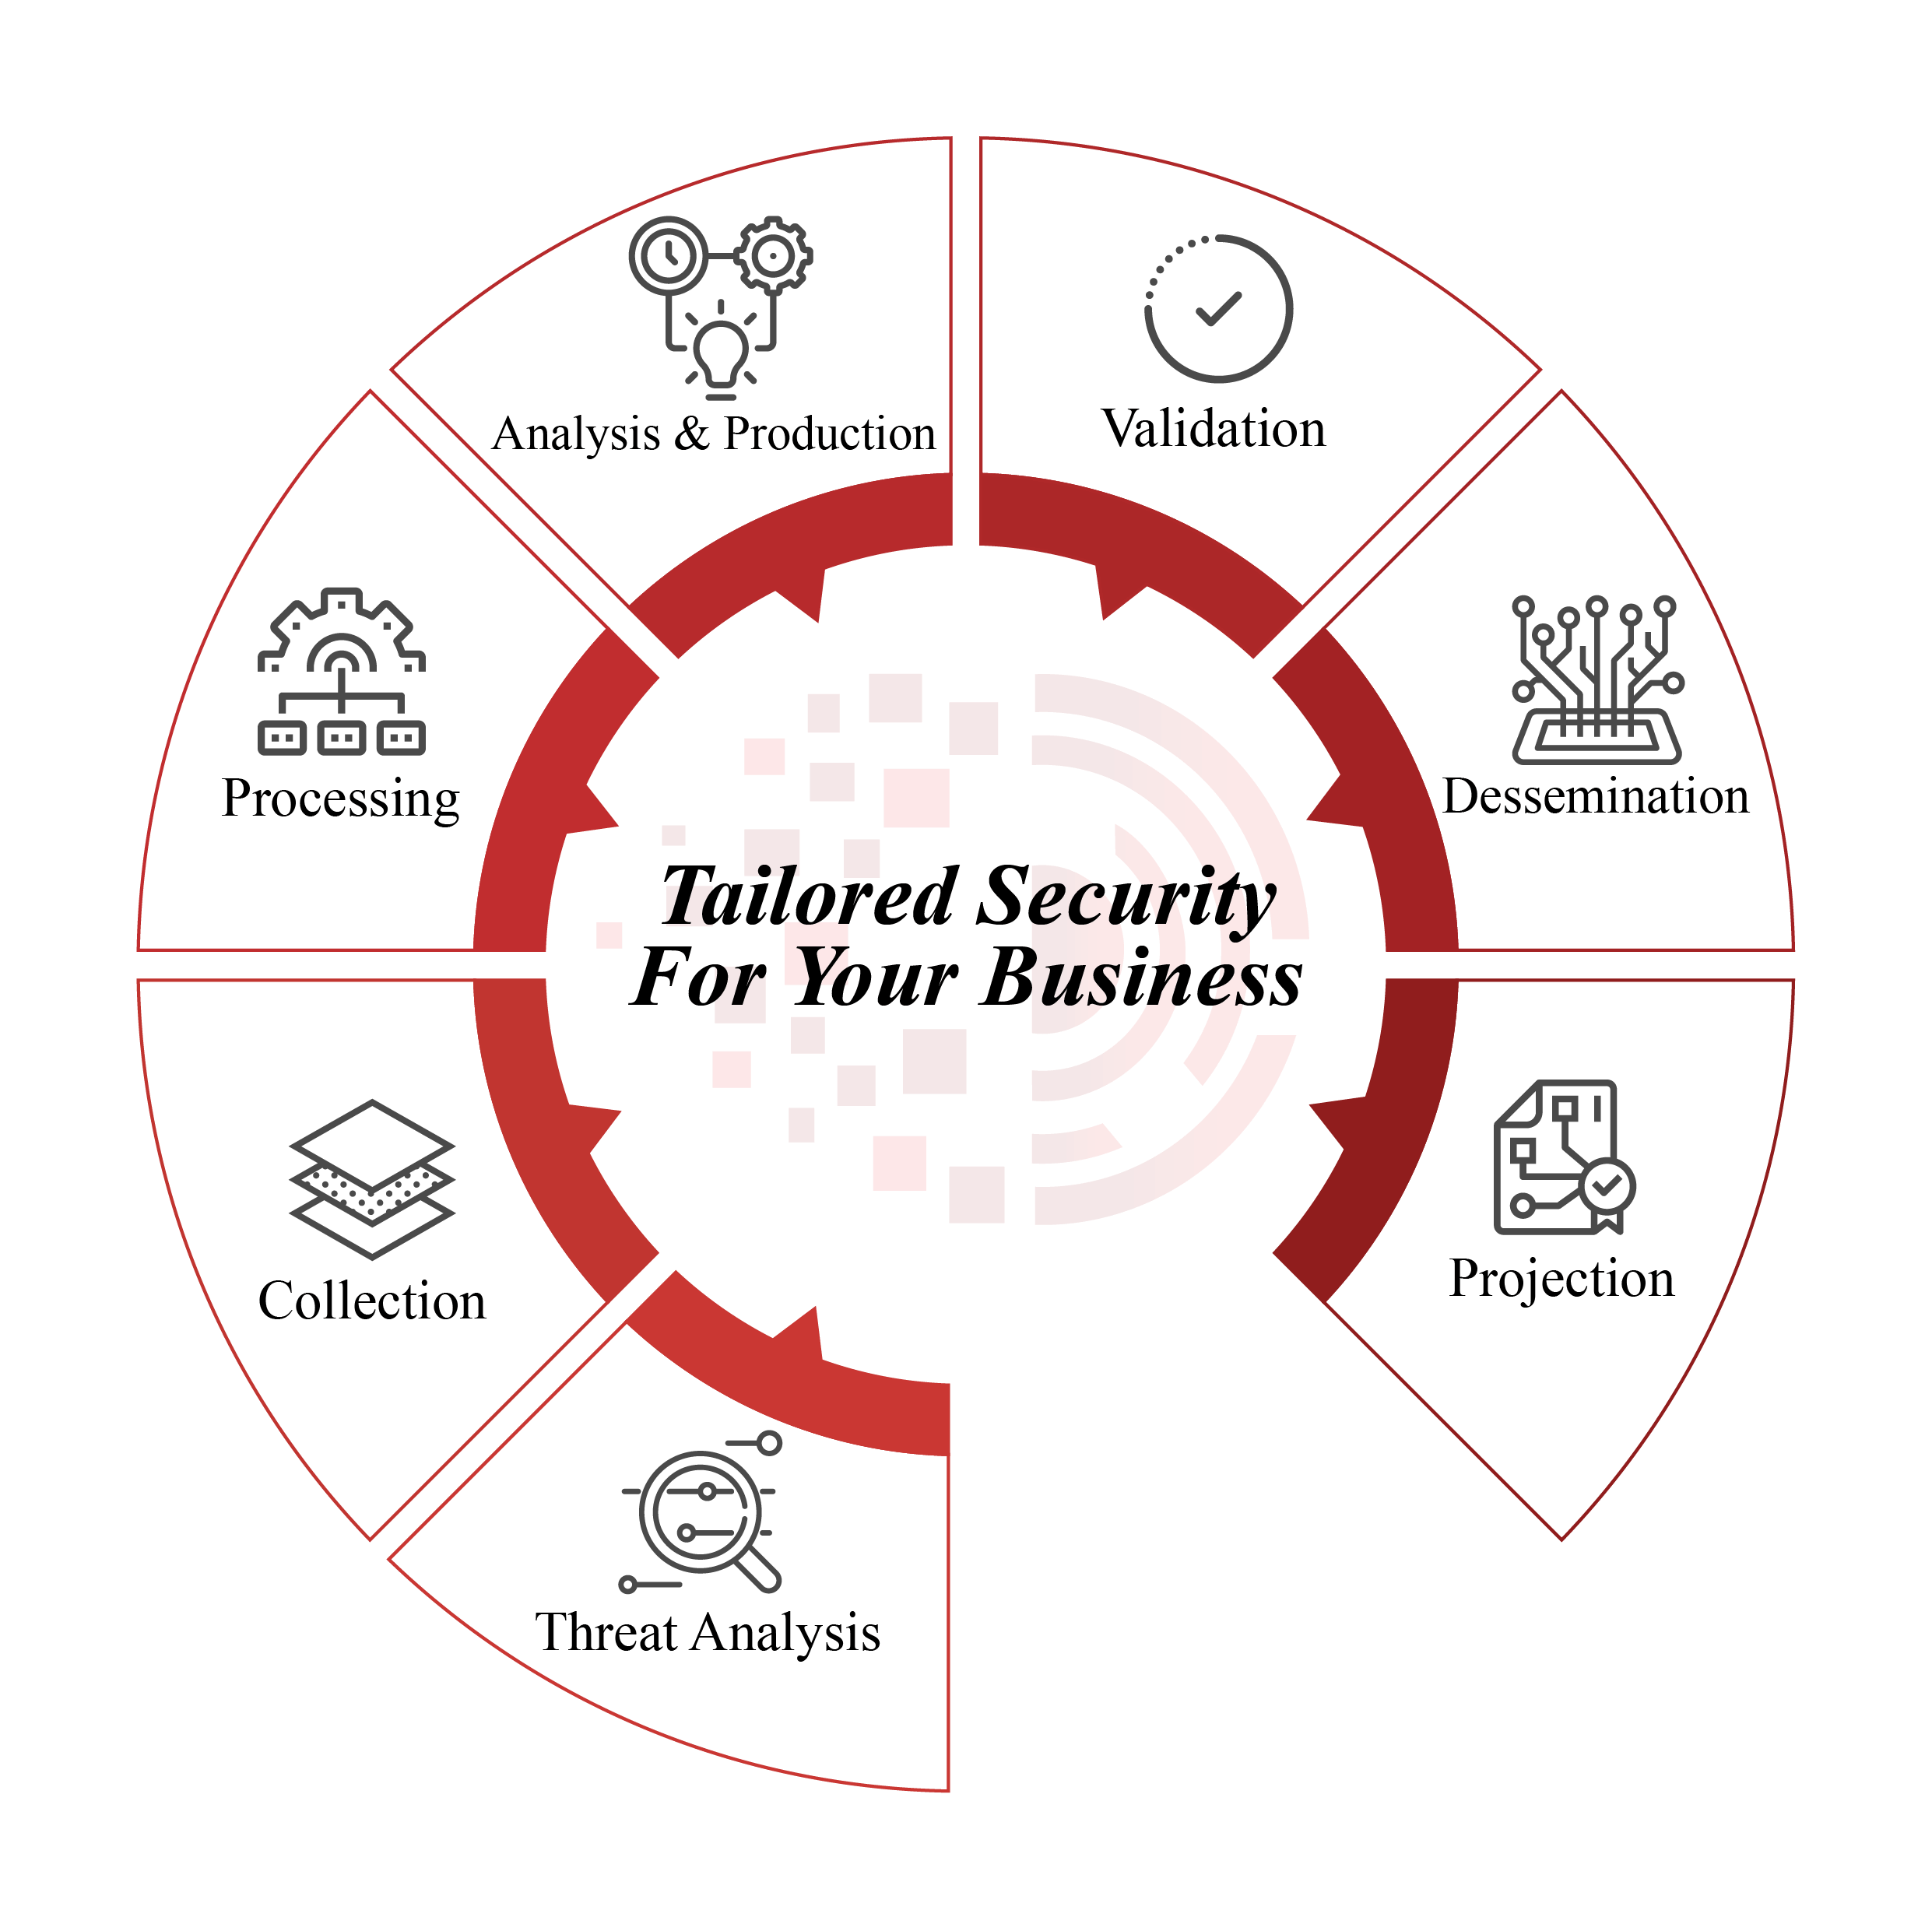 Analysis & Production
Validation
Processing
Dessemination
Tailored Security
For Your Business
Collection
Projection
Threat Analysis